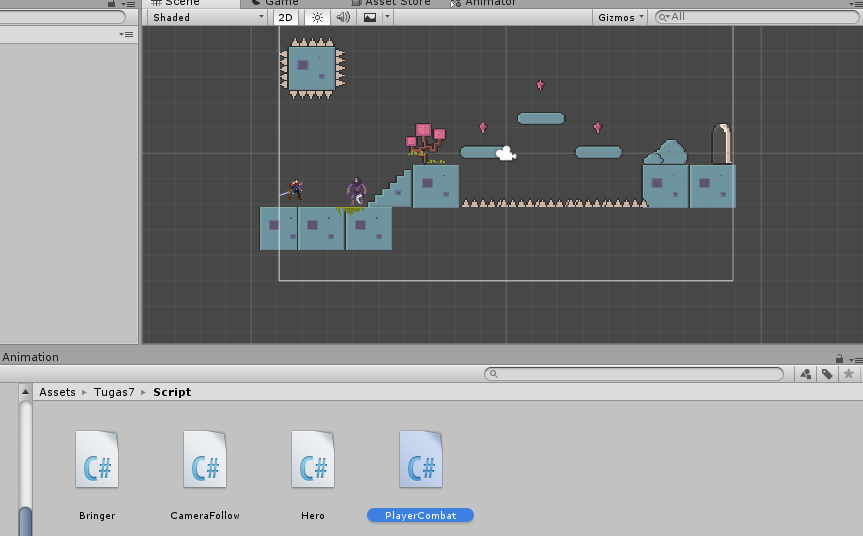 Scene Game Asset Store Animator
Shaded 2D Gizmos All
Animation
Assets Tugas7 Script
C# C# C# C#
Bringer CameraFollow Hero PlayerCombat